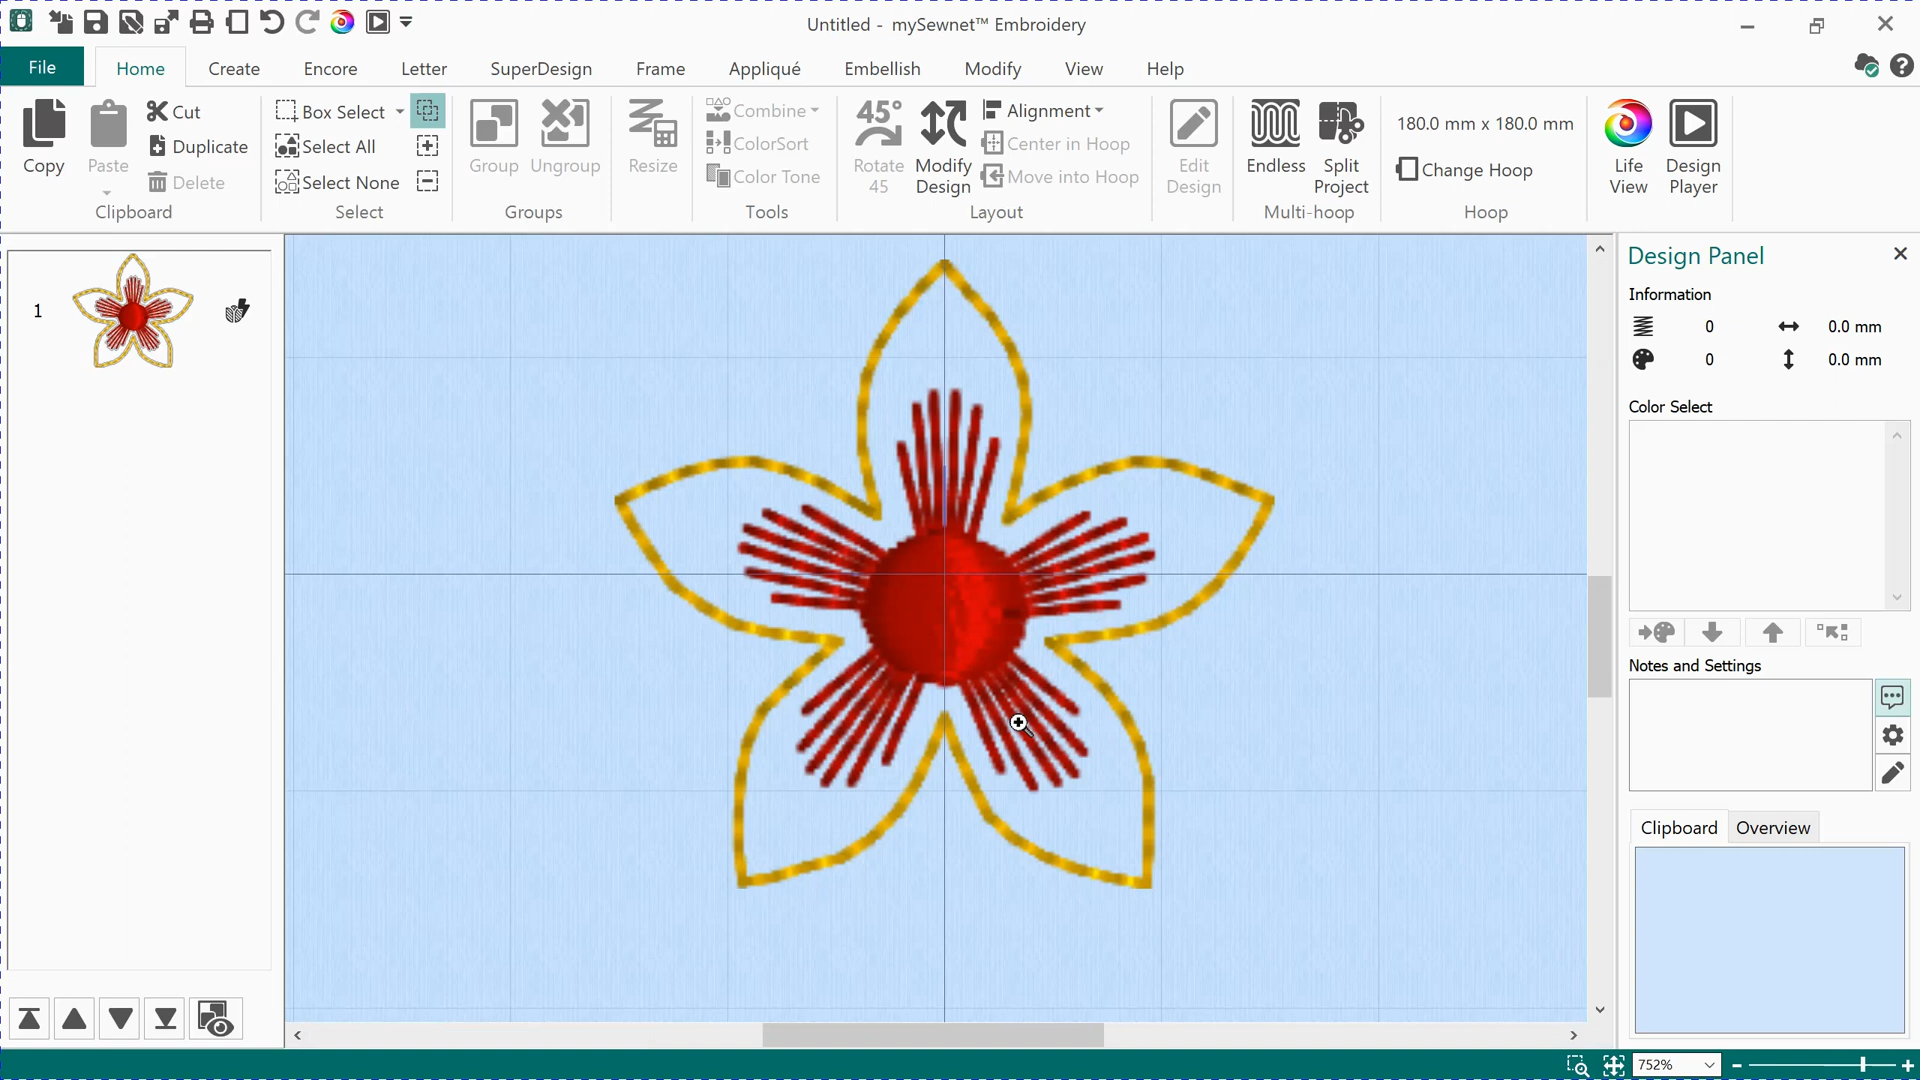 Untitled - mySewnet™ Embroidery
File Home Create Encore Letter SuperDesign Frame Appliqué Embellish Modify View Help
Copy
Paste
Cut
Duplicate
Delete
Clipboard
Box Select
Select All
Select None
Select
Group
Ungroup
Groups
Resize
Combine
ColorSort
Color Tone
Tools
45°
Rotate
45
Modify
Design
Alignment
Center in Hoop
Move into Hoop
Layout
Edit
Design
Endless
Split
Project
Multi-hoop
180.0 mm x 180.0 mm
Change Hoop
Hoop
Life
View
Design
Player
1
Design Panel
Information
0 0.0 mm
0 0.0 mm
Color Select
Notes and Settings
Clipboard Overview
752%